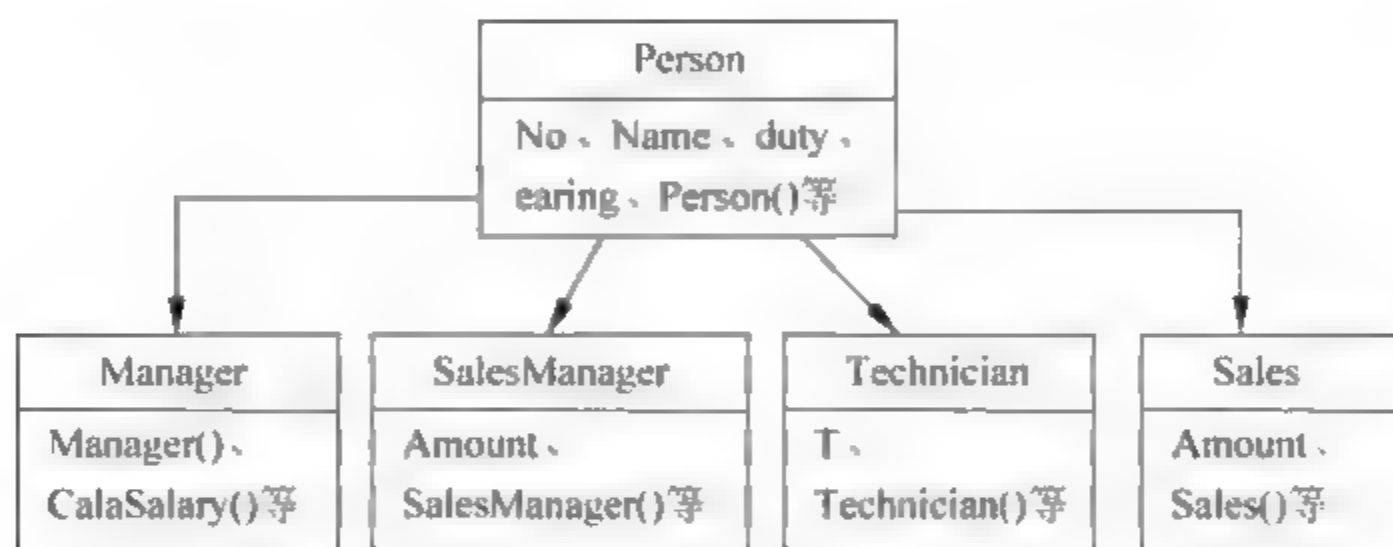 Person
No、Name、duty、
earing、Person()等
Manager
Manager()、
CalaSalary()等
SalesManager
Amount、
SalesManager()等
Technician
T、
Technician()等
Sales
Amount、
Sales()等